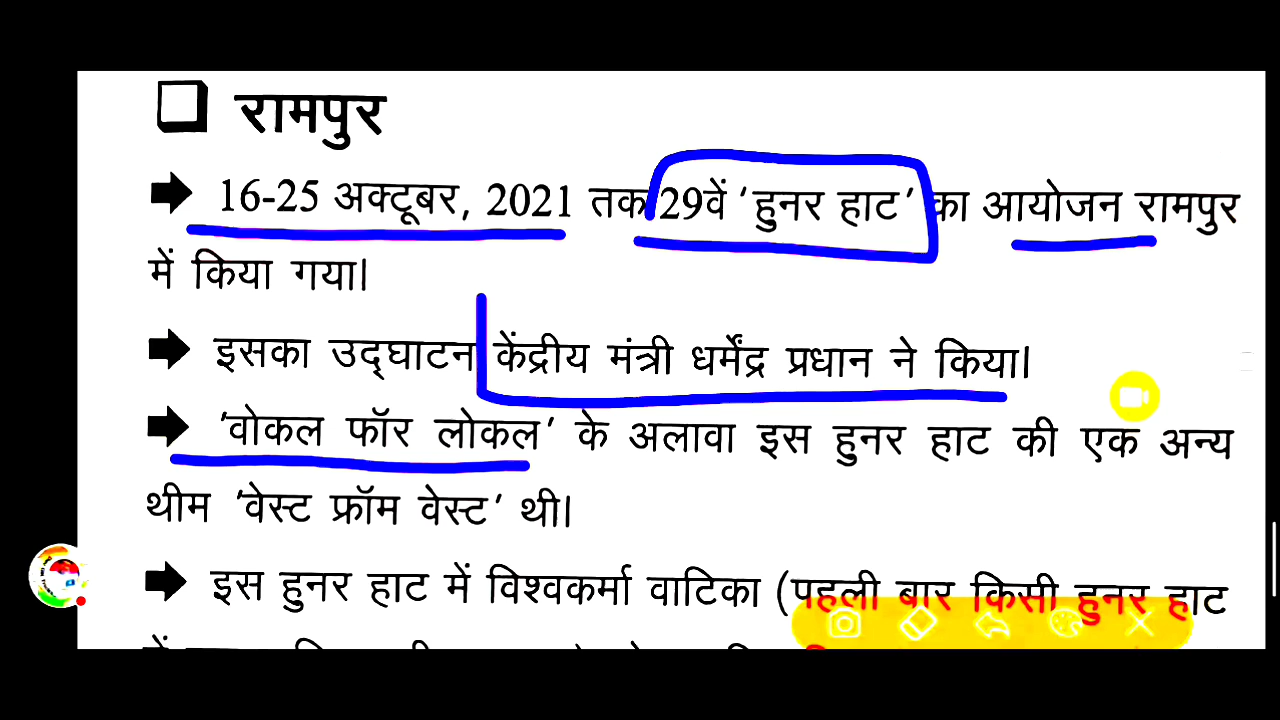 रामपुर
16-25 अक्टूबर, 2021 तक 29वें 'हुनर हाट' का आयोजन रामपुर
में किया गया।
इसका उद्घाटन केंद्रीय मंत्री धर्मेंद्र प्रधान ने किया।
'वोकल फॉर लोकल' के अलावा इस हुनर हाट की एक अन्य
थीम 'वेस्ट फ्रॉम वेस्ट' थी।
इस हुनर हाट में विश्वकर्मा वाटिका (पहली बार किसी हुनर हाट